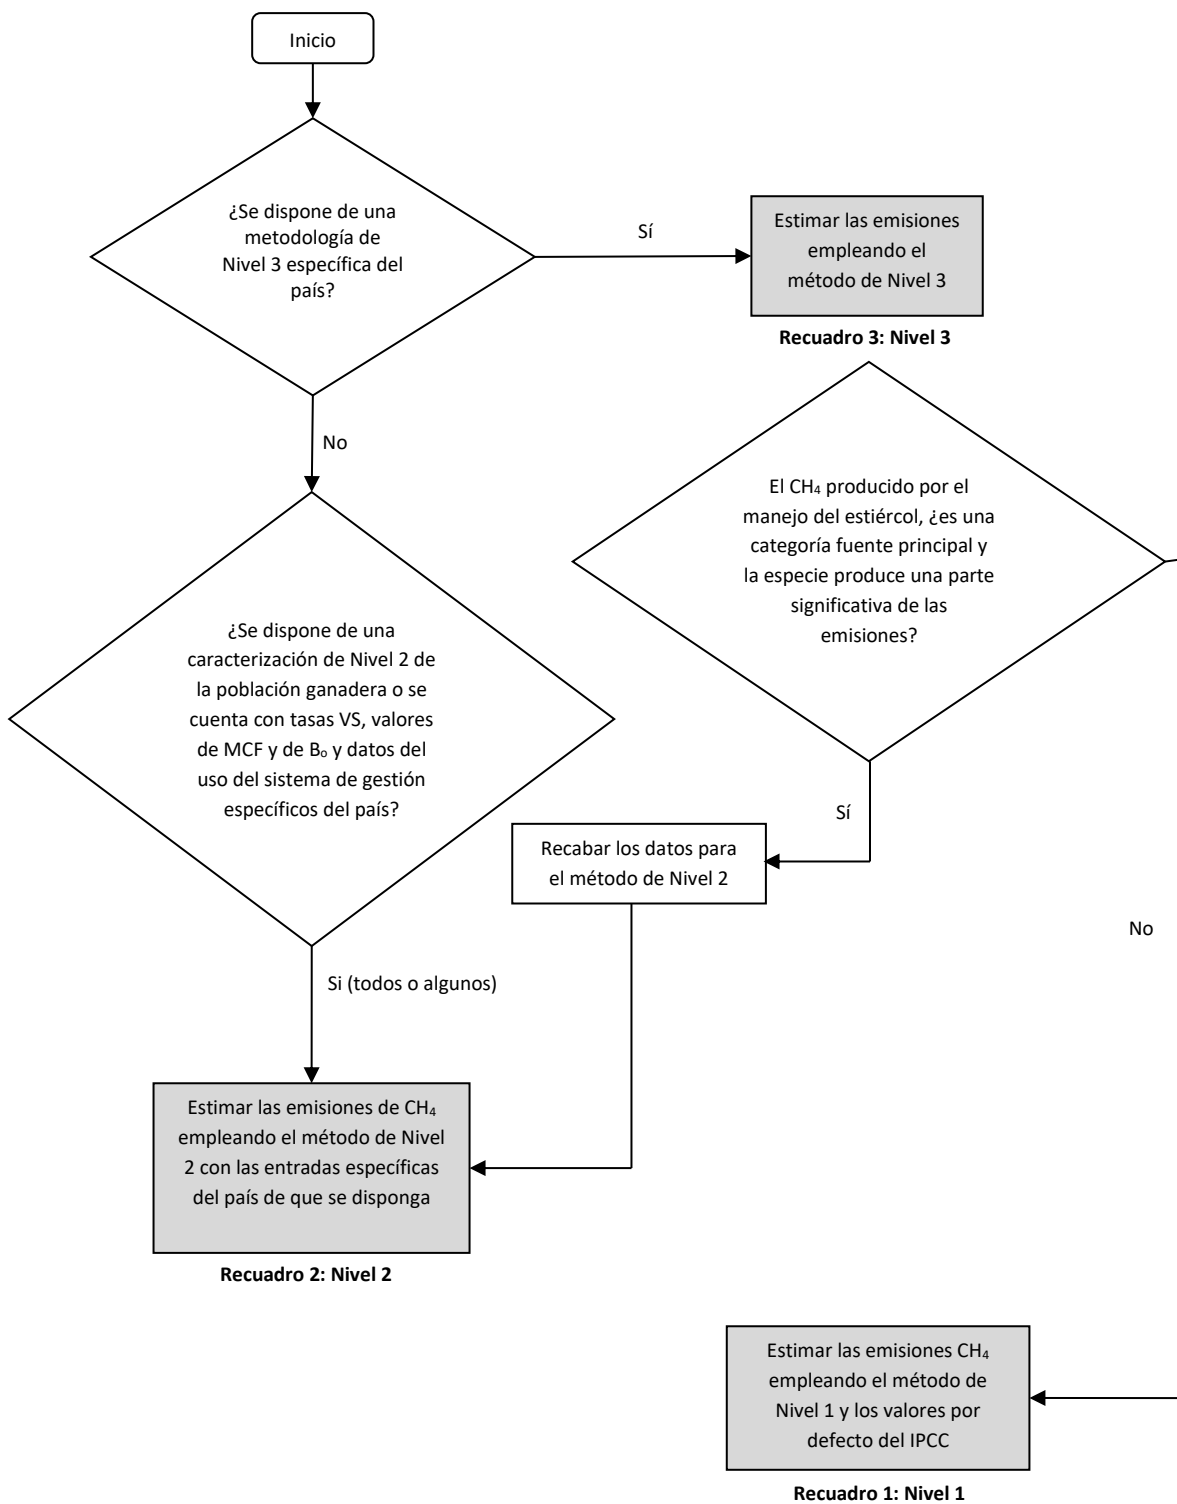 Inicio
¿Se dispone de una
metodología de
Nivel 3 específica del
país?
Sí
Estimar las emisiones
empleando el
método de Nivel 3
Recuadro 3: Nivel 3
No
El CH₄ producido por el
manejo del estiércol, ¿es una
categoría fuente principal y
la especie produce una parte
significativa de las
emisiones?
¿Se dispone de una
caracterización de Nivel 2 de
la población ganadera o se
cuenta con tasas VS, valores
de MCF y de Bₒ y datos del
uso del sistema de gestión
específicos del país?
Sí
Recabar los datos para
el método de Nivel 2
No
Si (todos o algunos)
Estimar las emisiones de CH₄
empleando el método de Nivel
2 con las entradas específicas
del país de que se disponga
Recuadro 2: Nivel 2
Estimar las emisiones CH₄
empleando el método de
Nivel 1 y los valores por
defecto del IPCC
Recuadro 1: Nivel 1